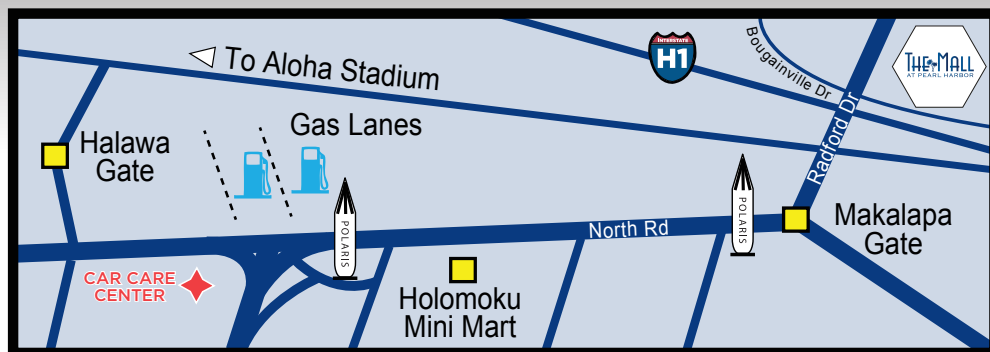 To Aloha Stadium
INTERSTATE
H1
Bougainville Dr
THE MALL
AT PEARL HARBOR
Halawa
Gate
Gas Lanes
Radford Dr
POLARIS
POLARIS
North Rd
Makalapa
Gate
CAR CARE
CENTER
Holomoku
Mini Mart